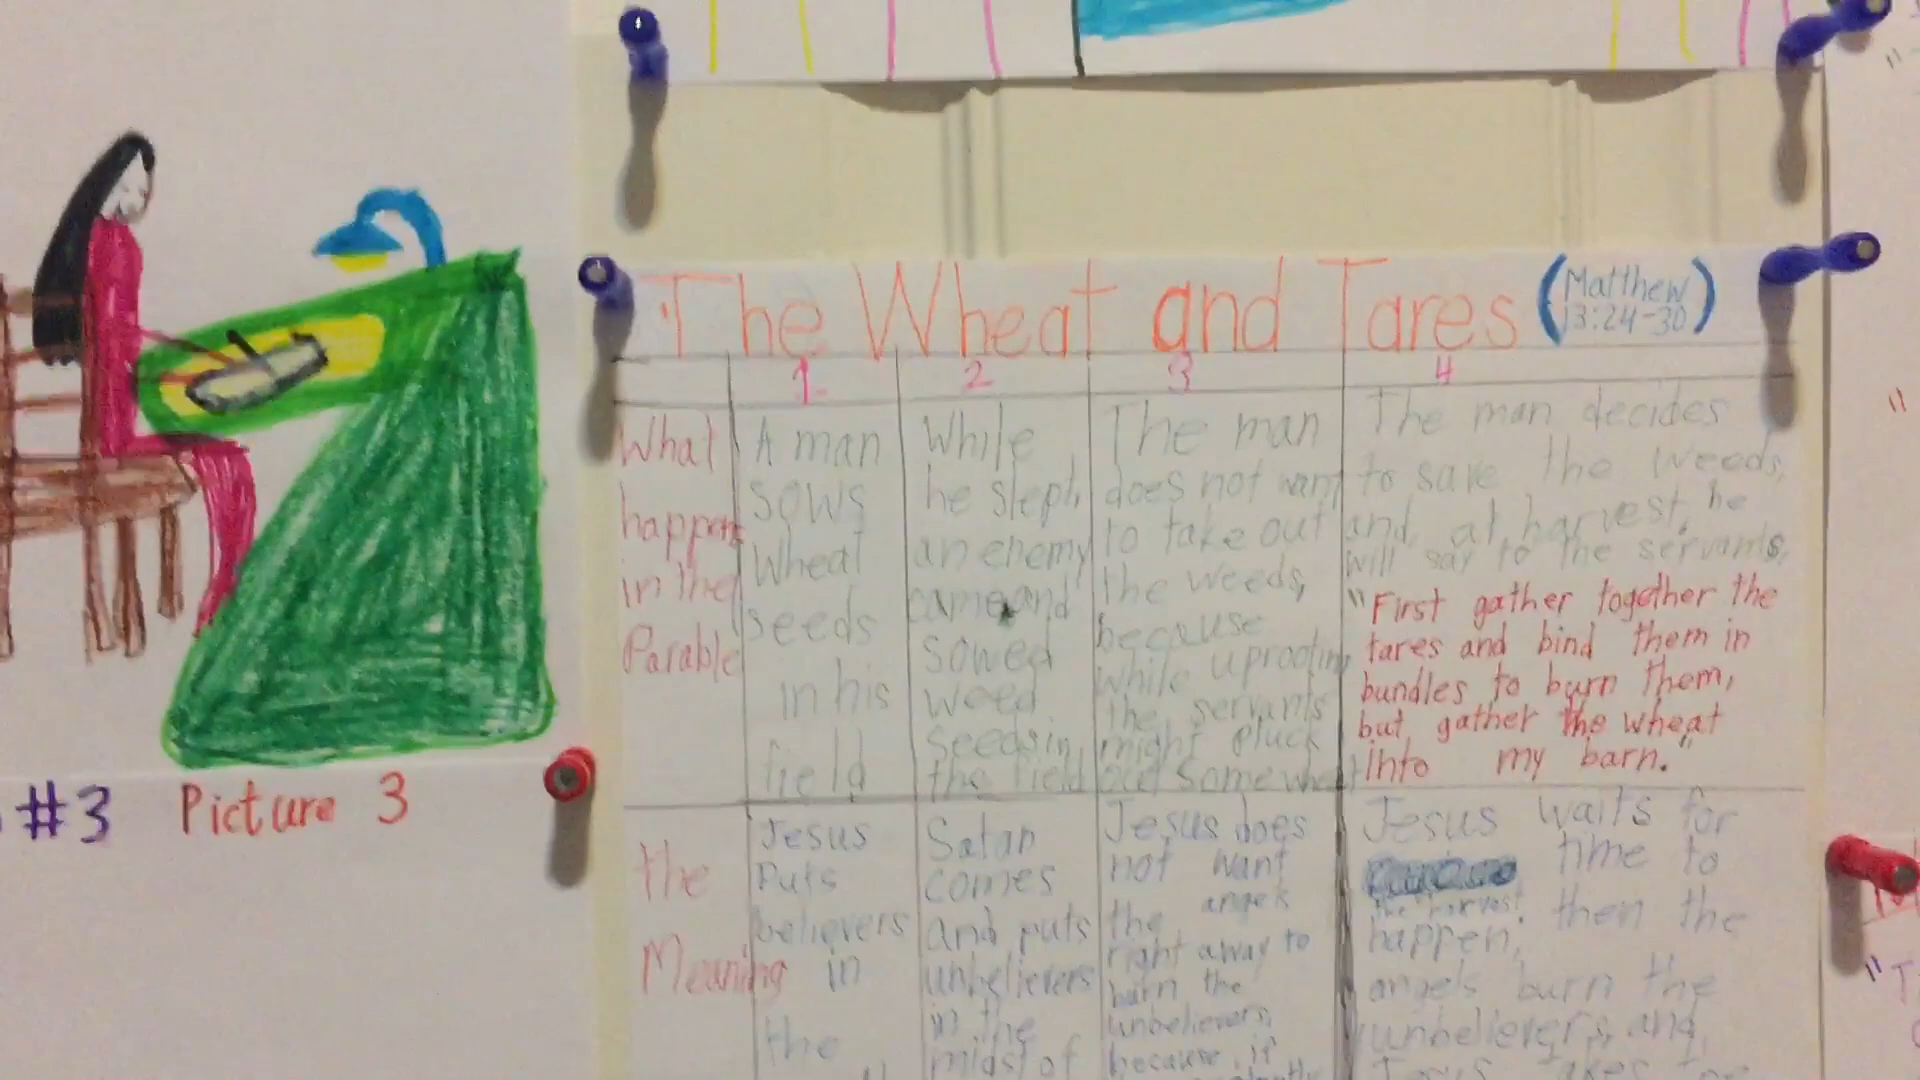 #3 Picture 3
The Wheat and Tares (Matthew
13:24-30)
1
2
3
4
What
happens
in the
Parable
A man
sows
Wheat
seeds
in his
field
While
he slept,
an enemy
came and
sowed
weed
seeds in
the field
The man
does not want
to take out
the weeds,
because
while uprooting
the servants
might pluck
out some wheat
The man decides
to save the weeds,
and, at harvest, he
will say to the servants,
"First gather together the
tares and bind them in
bundles to burn them,
but gather the wheat
into my barn."
the
Meaning
Jesus
Puts
believers
in
the
Satan
comes
and puts
unbelievers
in the
midst of
Jesus does
not want
the angels
right away to
burn the
unbelievers,
because, if
Jesus waits for
time to
the harvest
happen; then the
angels burn the
unbelievers, and
Jesus takes the